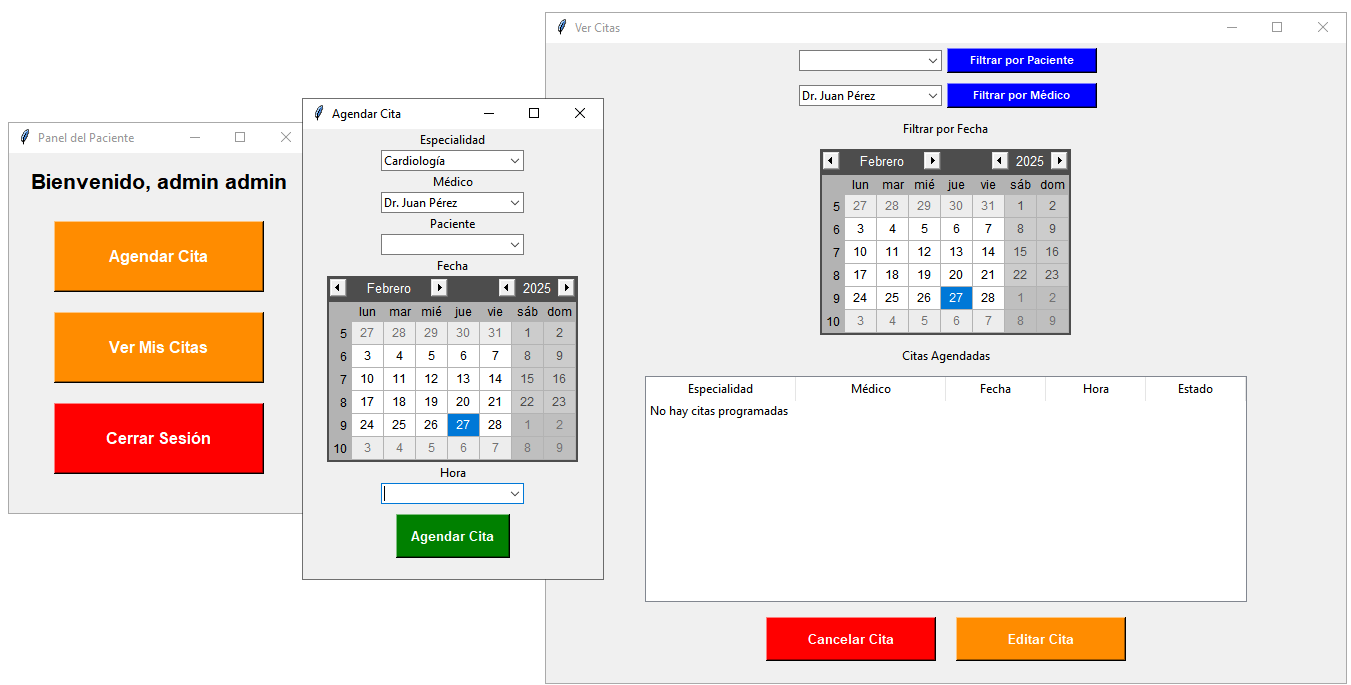 Panel del Paciente
Bienvenido, admin admin
Agendar Cita
Ver Mis Citas
Cerrar Sesión
Agendar Cita
Especialidad
Cardiología
Médico
Dr. Juan Pérez
Paciente
Fecha
Febrero 2025
lun mar mié jue vie sáb dom
5 27 28 29 30 31 1 2
6 3 4 5 6 7 8 9
7 10 11 12 13 14 15 16
8 17 18 19 20 21 22 23
9 24 25 26 27 28 1 2
10 3 4 5 6 7 8 9
Hora
Agendar Cita
Ver Citas
Filtrar por Paciente
Dr. Juan Pérez Filtrar por Médico
Filtrar por Fecha
Febrero 2025
lun mar mié jue vie sáb dom
5 27 28 29 30 31 1 2
6 3 4 5 6 7 8 9
7 10 11 12 13 14 15 16
8 17 18 19 20 21 22 23
9 24 25 26 27 28 1 2
10 3 4 5 6 7 8 9
Citas Agendadas
Especialidad Médico Fecha Hora Estado
No hay citas programadas
Cancelar Cita Editar Cita